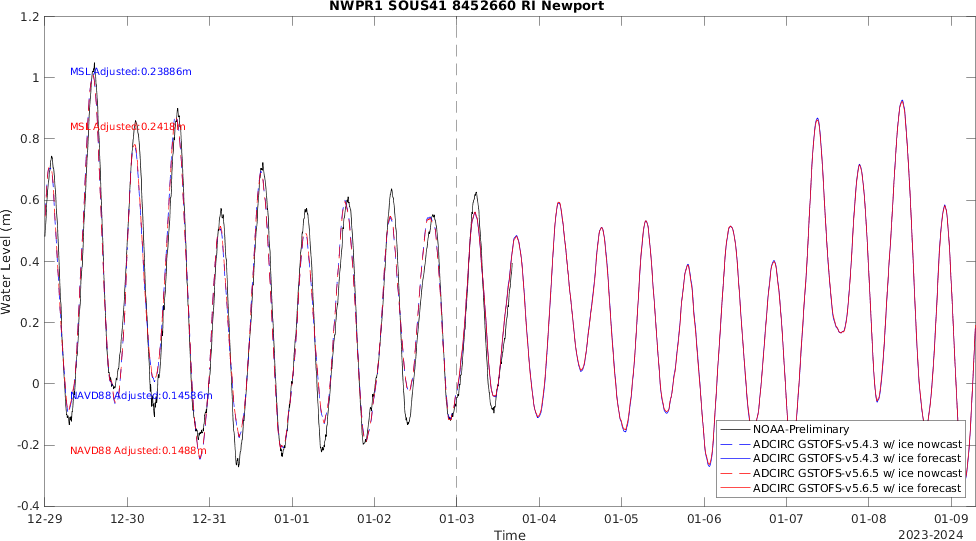 NWPR1 SOUS41 8452660 RI Newport
1.2
1
0.8
0.6
0.4
0.2
0
-0.2
-0.4
Water Level (m)
MSL Adjusted:0.23886m
MSL Adjusted:0.2418m
NAVD88 Adjusted:0.14536m
NAVD88 Adjusted:0.1488m
NOAA-Preliminary
ADCIRC GSTOFS-v5.4.3 w/ ice nowcast
ADCIRC GSTOFS-v5.4.3 w/ ice forecast
ADCIRC GSTOFS-v5.6.5 w/ ice nowcast
ADCIRC GSTOFS-v5.6.5 w/ ice forecast
12-29 12-30 12-31 01-01 01-02 01-03 01-04 01-05 01-06 01-07 01-08 01-09
Time
2023-2024